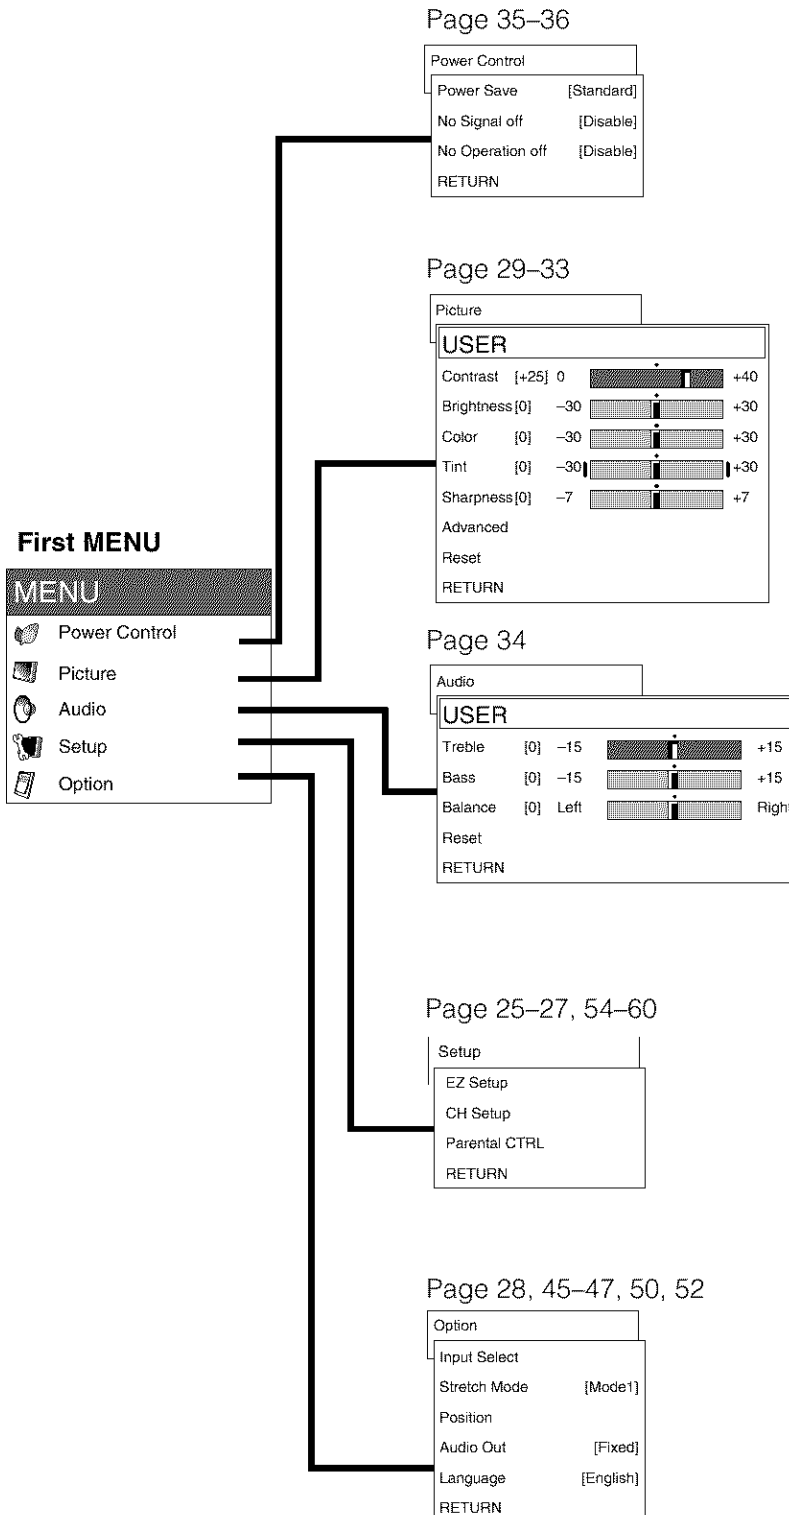 Page 35–36
Power Control
Power Save [Standard]
No Signal off [Disable]
No Operation off [Disable]
RETURN
Page 29–33
Picture
USER
Contrast [+25] 0 +40
Brightness[0] –30 +30
Color [0] –30 +30
Tint [0] –30 +30
Sharpness[0] –7 +7
Advanced
Reset
RETURN
First MENU
MENU
Power Control
Picture
Audio
Setup
Option
Page 34
Audio
USER
Treble [0] –15 +15
Bass [0] –15 +15
Balance [0] Left Right
Reset
RETURN
Page 25–27, 54–60
Setup
EZ Setup
CH Setup
Parental CTRL
RETURN
Page 28, 45–47, 50, 52
Option
Input Select
Stretch Mode [Mode1]
Position
Audio Out [Fixed]
Language [English]
RETURN